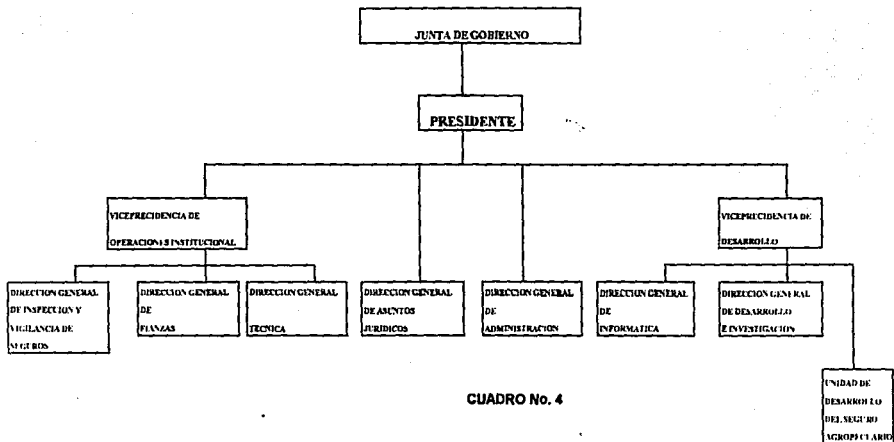 JUNTA DE GOBIERNO
PRESIDENTE
VICEPRECIDENCIA DE
OPERACIONES INSTITUCIONAL
VICEPRECIDENCIA DE
DESARROLLO
DIRECCION GENERAL
DE INSPECCION Y
VIGILANCIA DE
SEGUROS
DIRECCION GENERAL
DE
FIANZAS
DIRECCION GENERAL
TECNICA
DIRECCION GENERAL
DE ASUNTOS
JURIDICOS
DIRECCION GENERAL
DE
ADMINISTRACION
DIRECCION GENERAL
DE
INFORMATICA
DIRECCION GENERAL
DE DESARROLLO
E INVESTIGACION
UNIDAD DE
DESARROLLO
DEL SEGURO
AGROPECUARIO
CUADRO No. 4